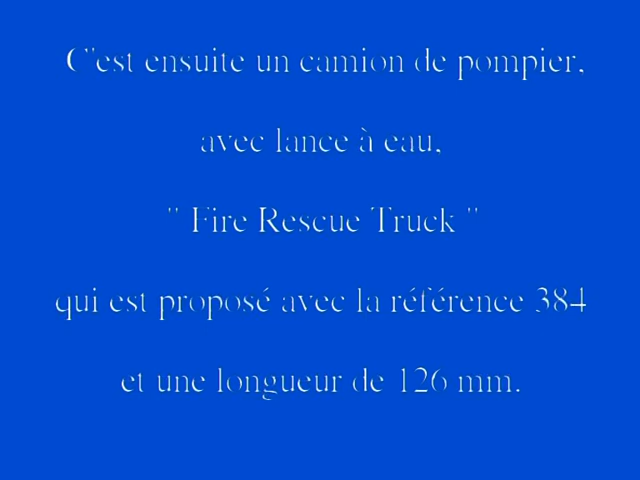 C"est ensuite un camion de pompier,
avec lance à eau,
" Fire Rescue Truck "
qui est proposé avec la référence 384
et une longueur de 126 mm.